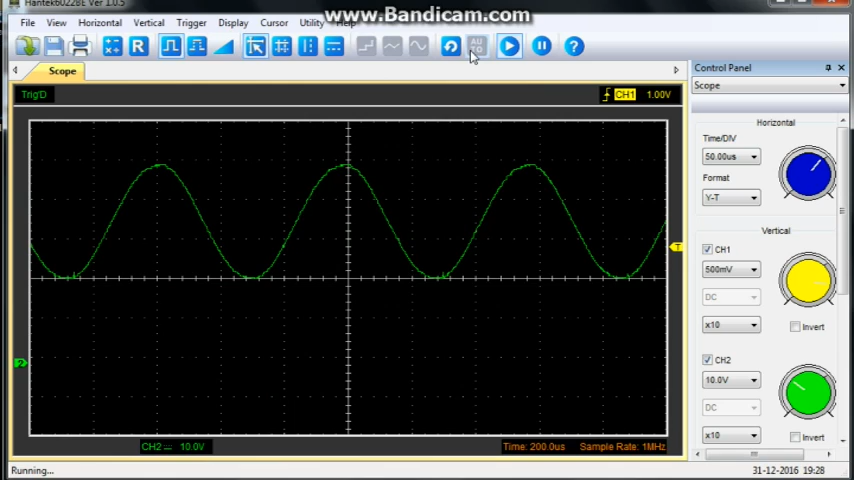 Hantek6022BE Ver 1.0.5
www.Bandicam.com
File View Horizontal Vertical Trigger Display Cursor Utility Help
R AU TO ?
Scope
Trig'D CH1 1.00V
T
2
CH2 10.0V Time: 200.0us Sample Rate: 1MHz
Control Panel
Scope
Horizontal
Time/DIV
50.00us
Format
Y-T
Vertical
CH1
500mV
DC
x10 Invert
CH2
10.0V
DC
x10 Invert
Running... 31-12-2016 19:28